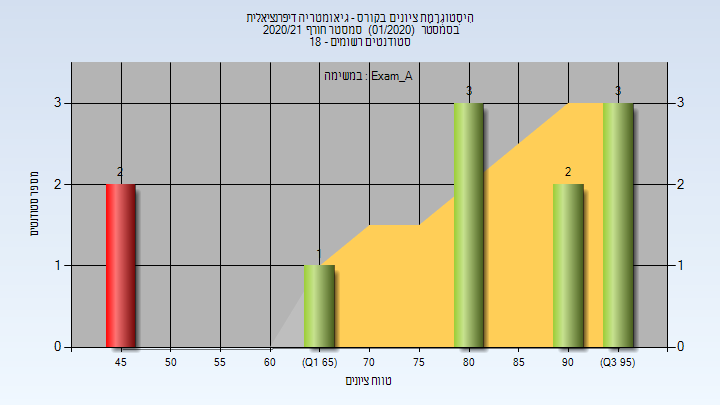 היסטוגרמת ציונים בקורס - גיאומטריה דיפרנציאלית
בסמסטר (01/2020) סמסטר חורף 2020/21
סטודנטים רשומים - 18
במשימה : Exam_A
מספר סטודנטים
3
2
1
0
2
1
3
2
3
3
2
1
0
45 50 55 60 (Q1 65) 70 75 80 85 90 (Q3 95)
טווח ציונים